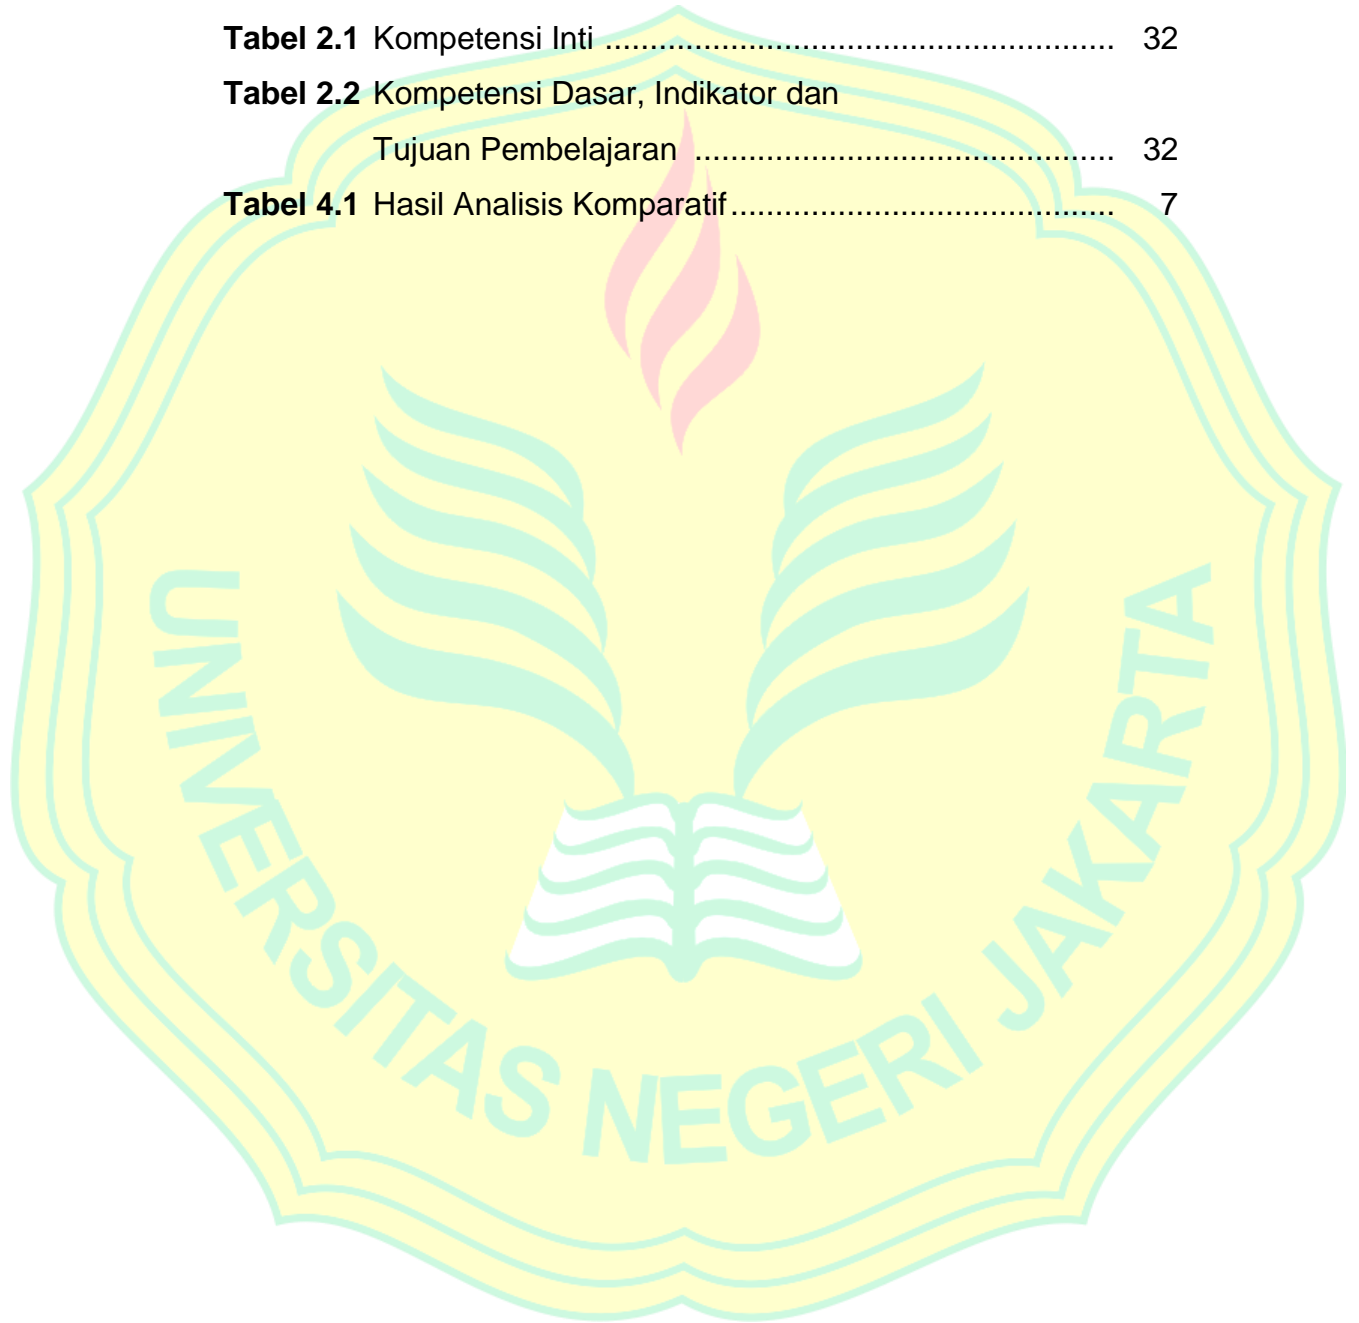 Tabel 2.1 Kompetensi Inti ......................................................... 32
Tabel 2.2 Kompetensi Dasar, Indikator dan
Tujuan Pembelajaran ............................................... 32
Tabel 4.1 Hasil Analisis Komparatif ........................................... 7
UNIVERSITAS NEGERI JAKARTA